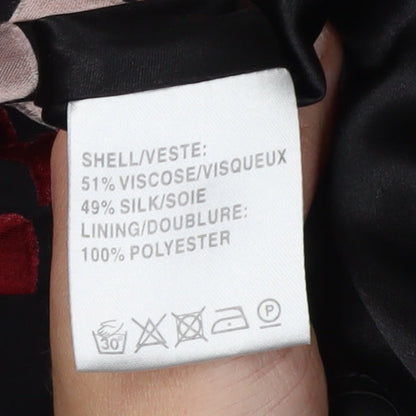 SHELL/VESTE:
51% VISCOSE/VISQUEUX
49% SILK/SOIE
LINING/DOUBLURE:
100% POLYESTER
30° P